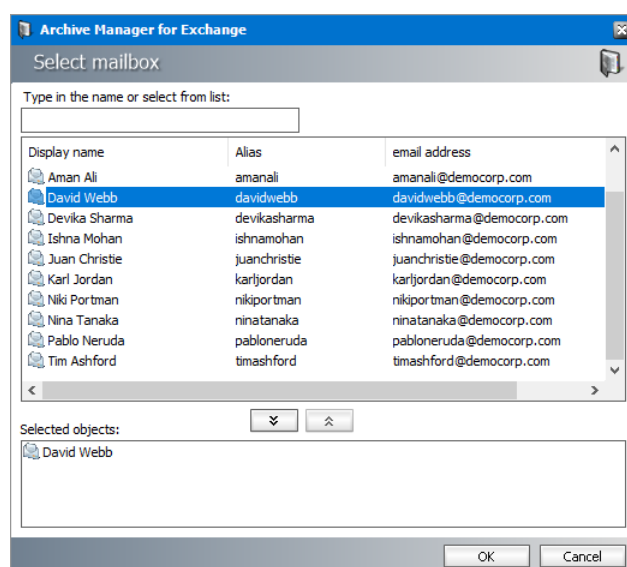 Archive Manager for Exchange
Select mailbox
Type in the name or select from list:
Display name Alias email address
Aman Ali amanali amanali@democorp.com
David Webb davidwebb davidwebb@democorp.com
Devika Sharma devikasharma devikasharma@democorp.com
Ishna Mohan ishnamohan ishnamohan@democorp.com
Juan Christie juanchristie juanchristie@democorp.com
Karl Jordan karljordan karljordan@democorp.com
Niki Portman nikiportman nikiportman@democorp.com
Nina Tanaka ninatanaka ninatanaka@democorp.com
Pablo Neruda pabloneruda pabloneruda@democorp.com
Tim Ashford timashford timashford@democorp.com
Selected objects:
David Webb
OK Cancel